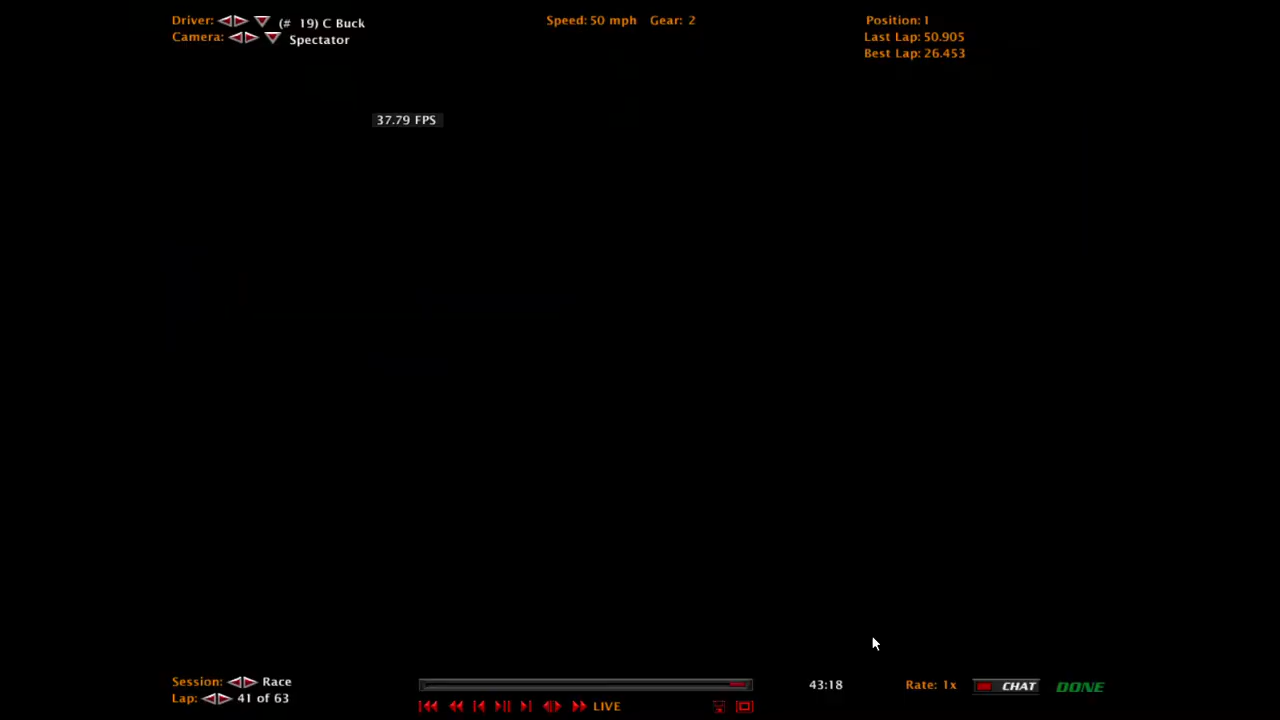 Driver: (# 19) C Buck
Camera: Spectator
Speed: 50 mph Gear: 2
Position: 1
Last Lap: 50.905
Best Lap: 26.453
37.79 FPS
Session: Race
Lap: 41 of 63
LIVE
43:18
Rate: 1x
CHAT
DONE